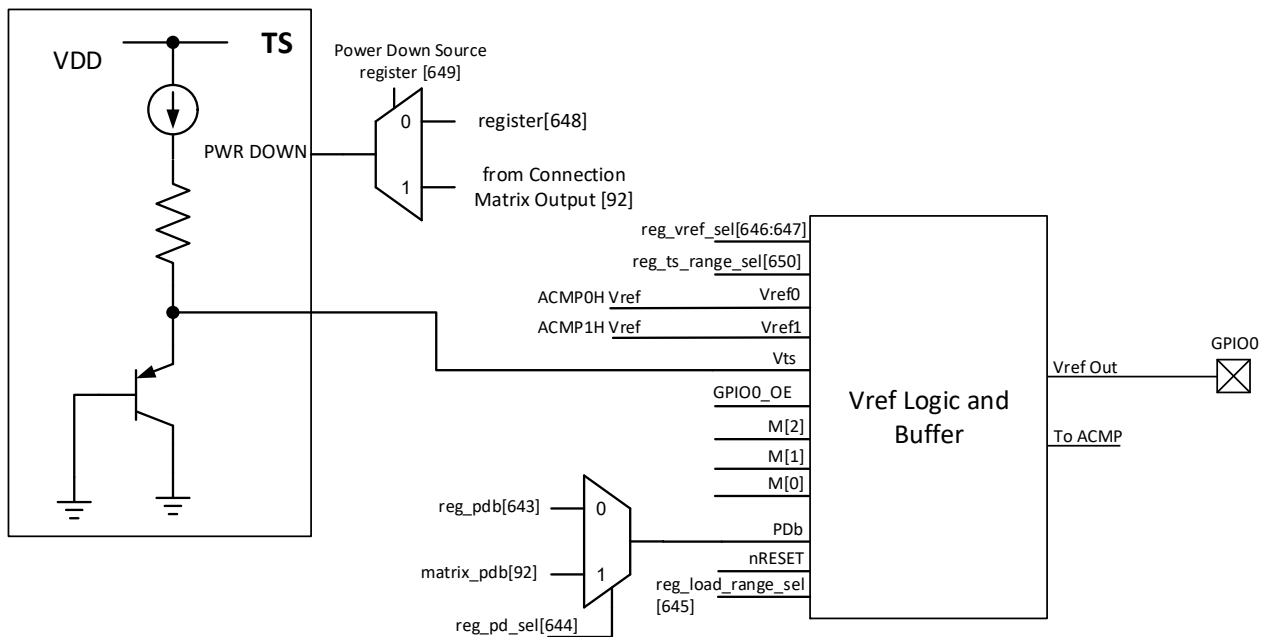 TS
VDD
PWR DOWN
Power Down Source
register [649]
0
register[648]
1
from Connection
Matrix Output [92]
reg_vref_sel[646:647]
reg_ts_range_sel[650]
ACMP0H Vref
Vref0
ACMP1H Vref
Vref1
Vts
GPIO0_OE
M[2]
M[1]
M[0]
reg_pdb[643]
0
PDb
matrix_pdb[92]
1
nRESET
reg_load_range_sel
[645]
reg_pd_sel[644]
Vref Logic and
Buffer
Vref Out
GPIO0
To ACMP